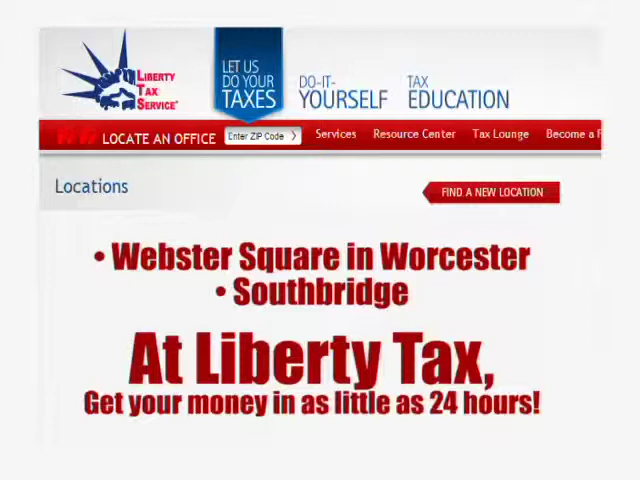 LIBERTY
TAX
SERVICE
LET US
DO YOUR
TAXES
DO-IT-
YOURSELF
TAX
EDUCATION
LOCATE AN OFFICE Enter ZIP Code Services Resource Center Tax Lounge Become a F
Locations
FIND A NEW LOCATION
• Webster Square in Worcester
• Southbridge
At Liberty Tax,
Get your money in as little as 24 hours!